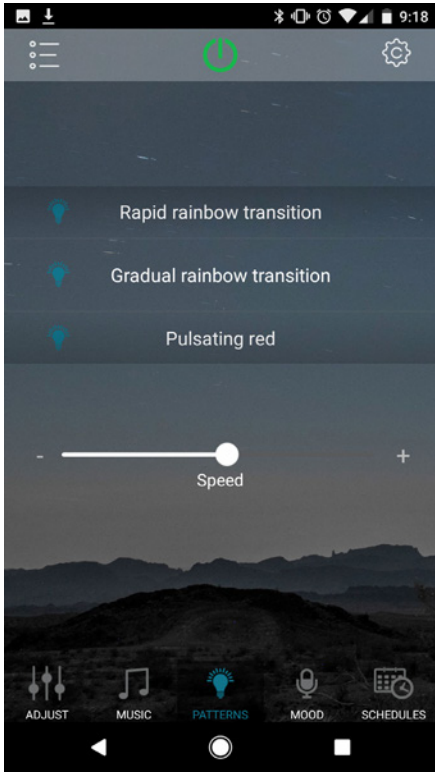 9:18
Rapid rainbow transition
Gradual rainbow transition
Pulsating red
- +
Speed
ADJUST MUSIC PATTERNS MOOD SCHEDULES